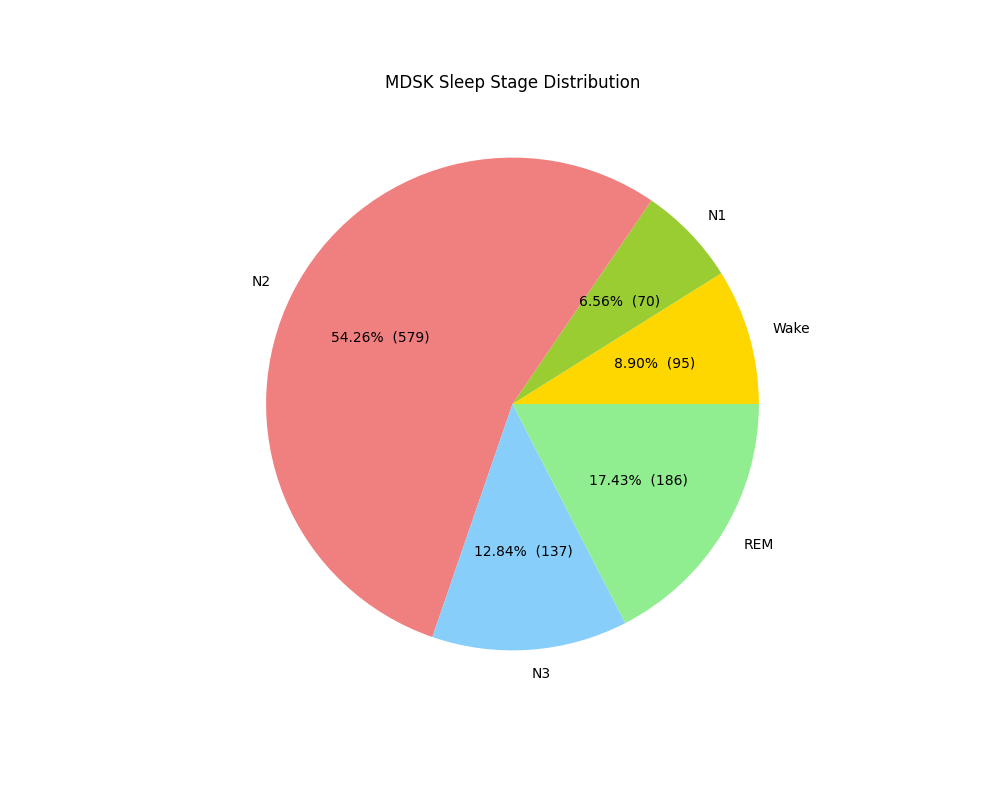 MDSK Sleep Stage Distribution
N1
N2
6.56%  (70)
Wake
54.26%  (579)
8.90%  (95)
17.43%  (186)
REM
12.84%  (137)
N3